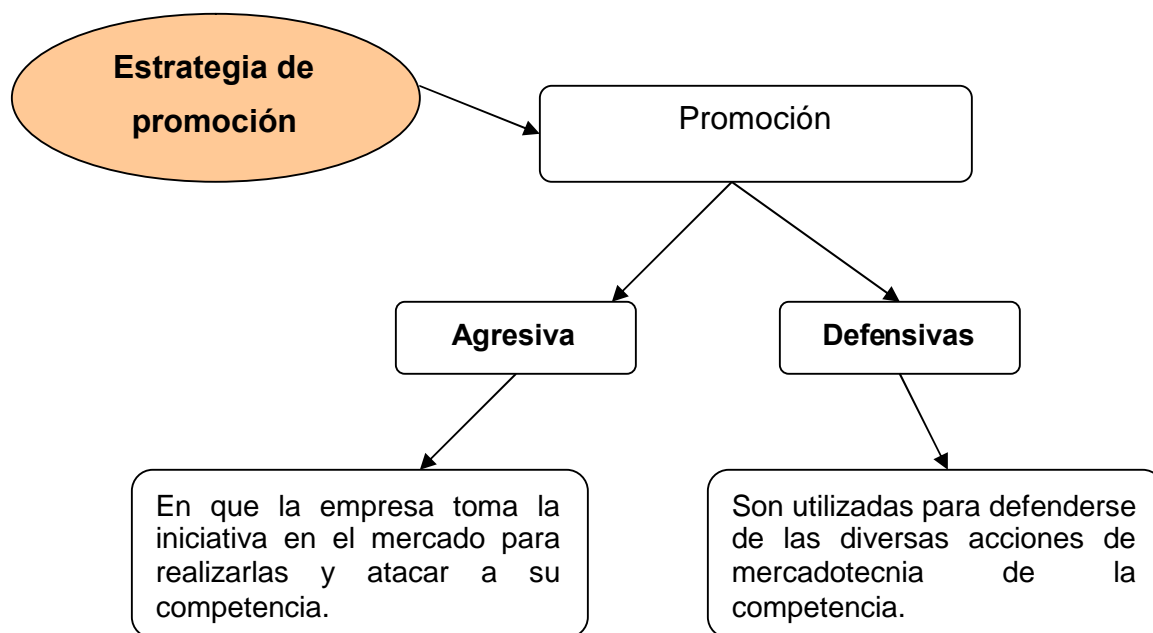 Estrategia de
promoción
Promoción
Agresiva
Defensivas
En que la empresa toma la
iniciativa en el mercado para
realizarlas y atacar a su
competencia.
Son utilizadas para defenderse
de las diversas acciones de
mercadotecnia de la
competencia.